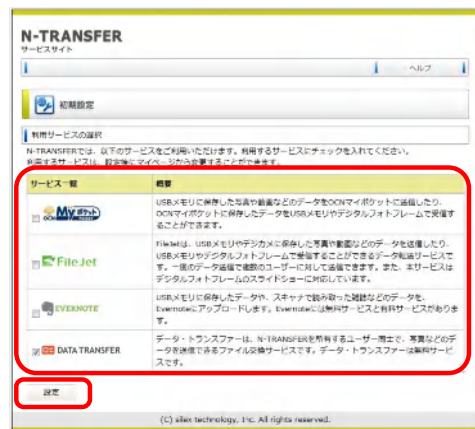 N-TRANSFER
サービスサイト
ヘルプ
初期設定
利用サービスの選択
N-TRANSFERでは、以下のサービスをご利用いただけます。利用するサービスにチェックを入れてください。
利用するサービスは、設定後にマイページから変更することができます。
サービス一覧
概要
OCN Myポケット
USBメモリに保存した写真や動画などのデータをOCNマイポケットに送信したり、
OCNマイポケットに保存したデータをUSBメモリやデジタルフォトフレームで受信す
ることができます。
FileJet
FileJetは、USBメモリやデジカメに保存した写真や動画などのデータを送信したり、
USBメモリやデジタルフォトフレームで受信することができるデータ転送サービスで
す。一度のデータ送信で複数のユーザーに対して送信できます。また、本サービスは
デジタルフォトフレームのスライドショーに対応しています。
EVERNOTE
USBメモリに保存したデータや、スキャナで読み取った雑誌などのデータを、
Evernoteにアップロードします。Evernoteには無料サービスと有料サービスがありま
す。
DATA TRANSFER
データ・トランスファーは、N-TRANSFERを所有するユーザー同士で、写真などのデ
ータを送信できるファイル交換サービスです。データ・トランスファーは無料サービ
スです。
設定
(C) silex technology, Inc. All rights reserved.